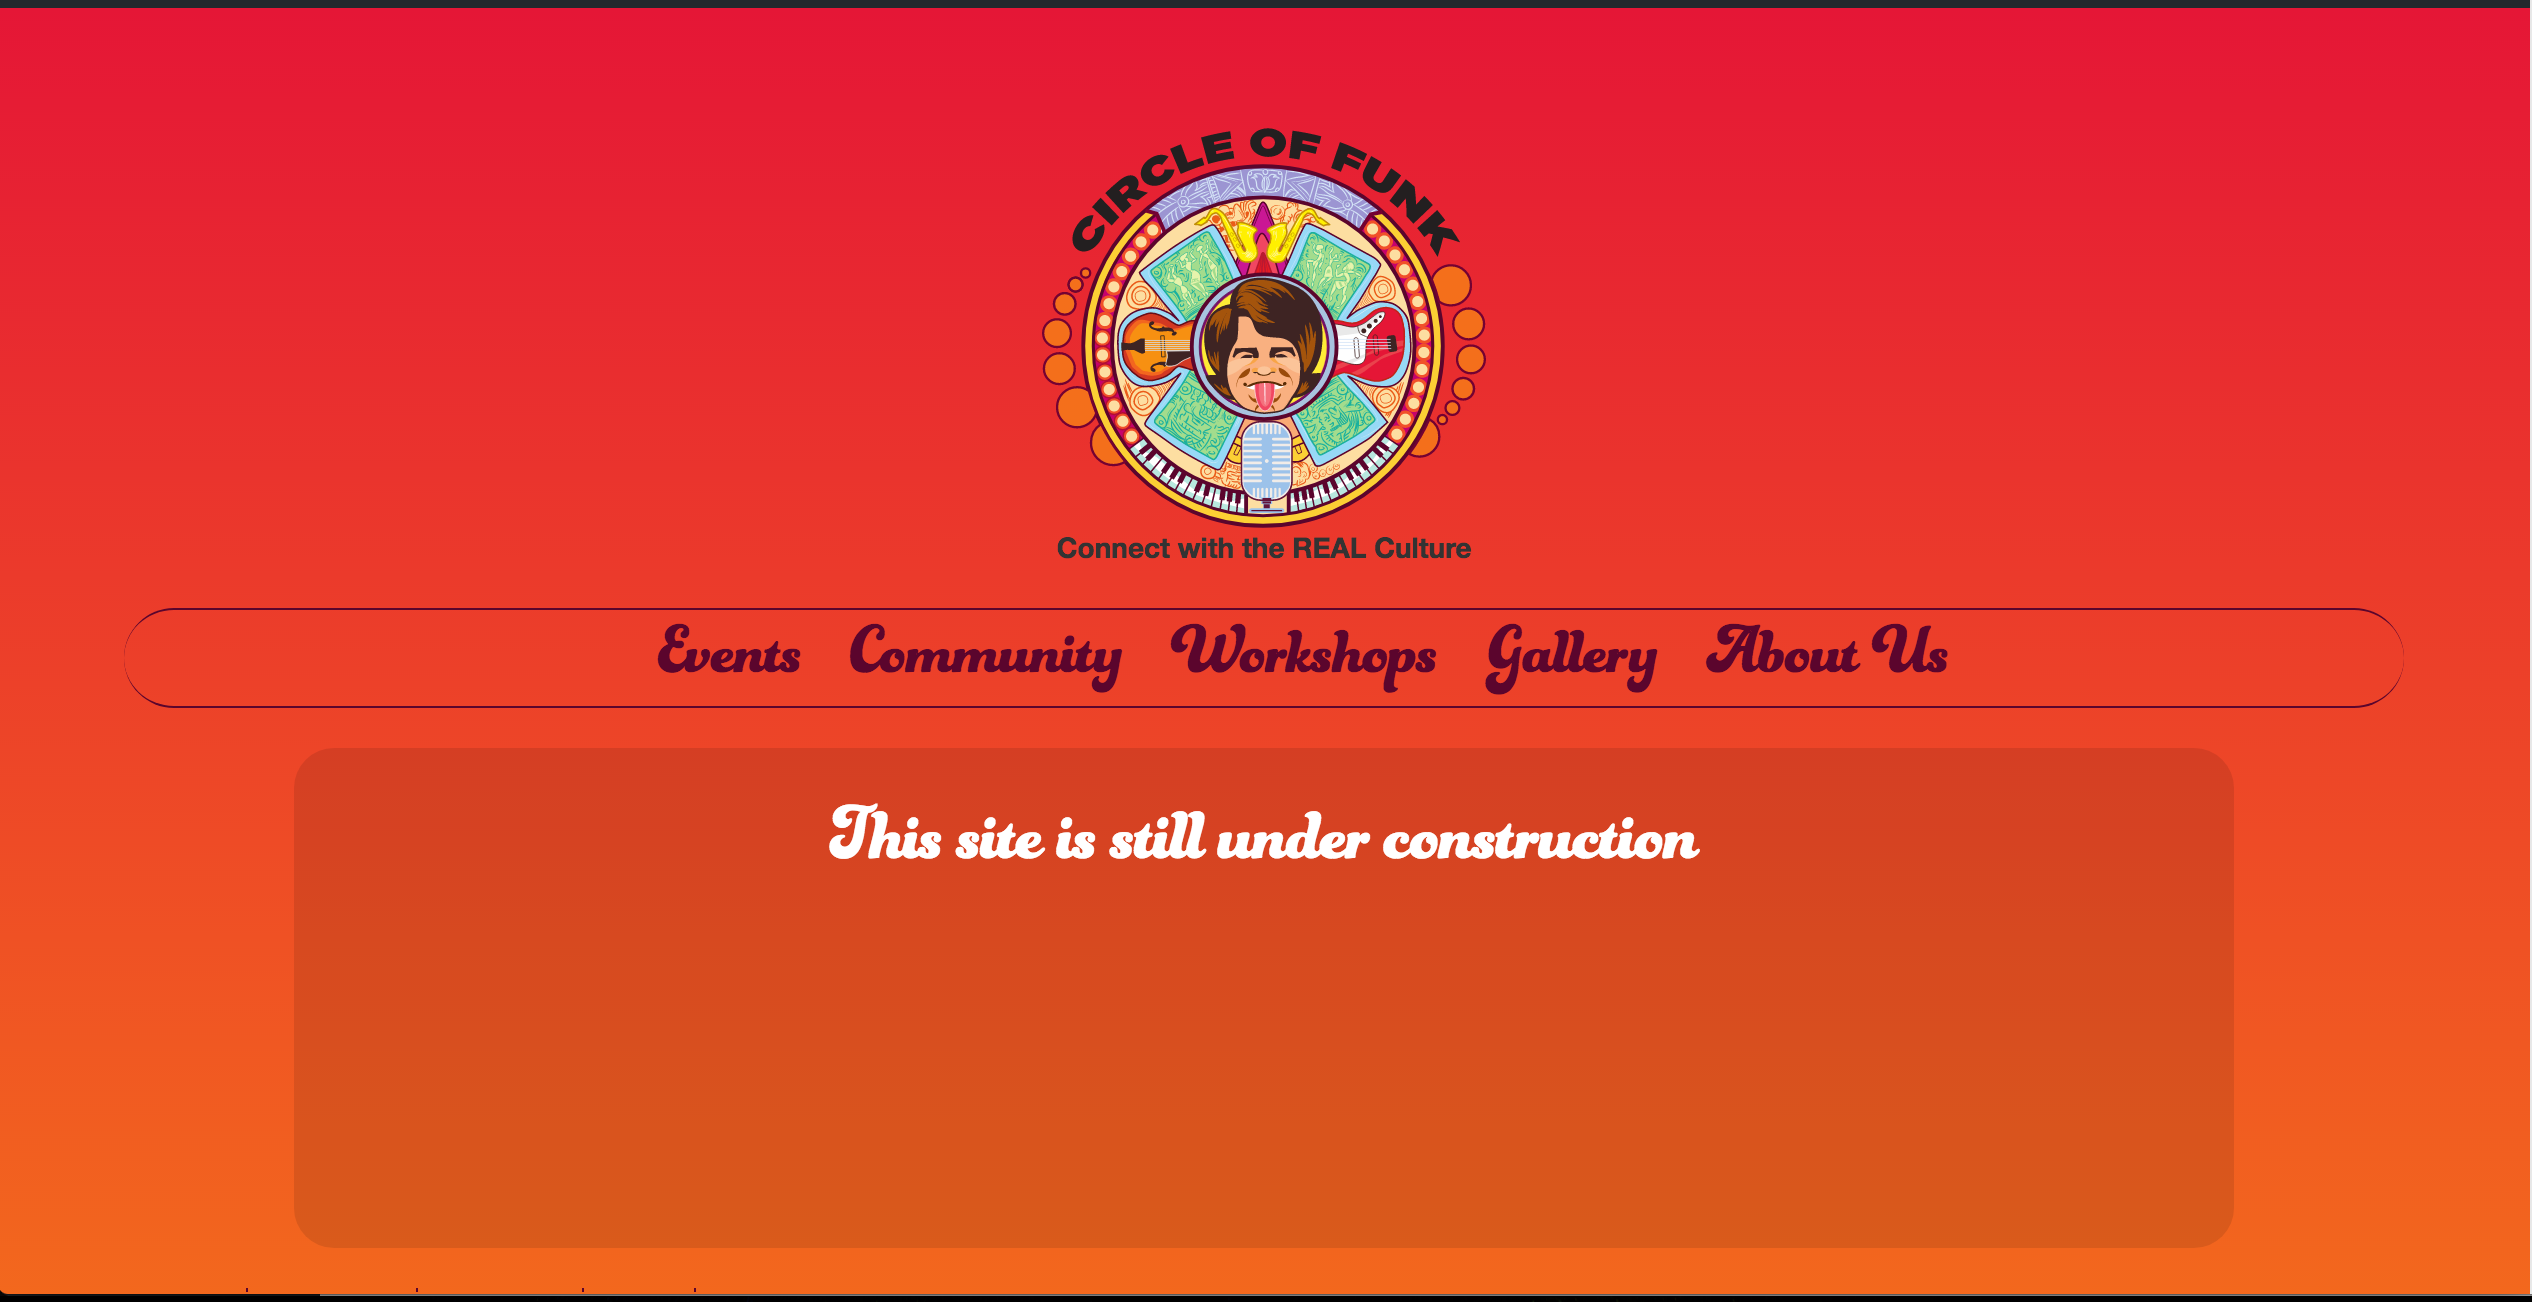 CIRCLE OF FUNK
Connect with the REAL Culture
Events Community Workshops Gallery About Us
This site is still under construction